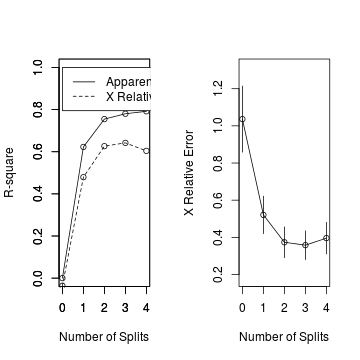 Apparen
X Relativ
R-square
0.0 0.2 0.4 0.6 0.8 1.0
0 1 2 3 4
Number of Splits
X Relative Error
0.2 0.4 0.6 0.8 1.0 1.2
0 1 2 3 4
Number of Splits